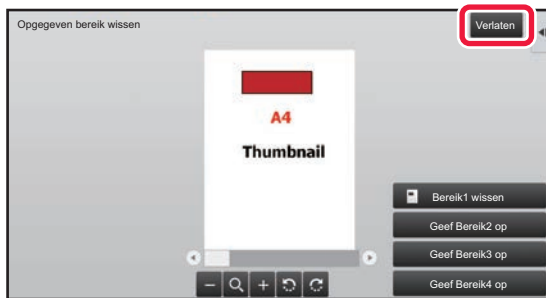 Opgegeven bereik wissen
Verlaten
A4
Thumbnail
Bereik1 wissen
Geef Bereik2 op
Geef Bereik3 op
Geef Bereik4 op